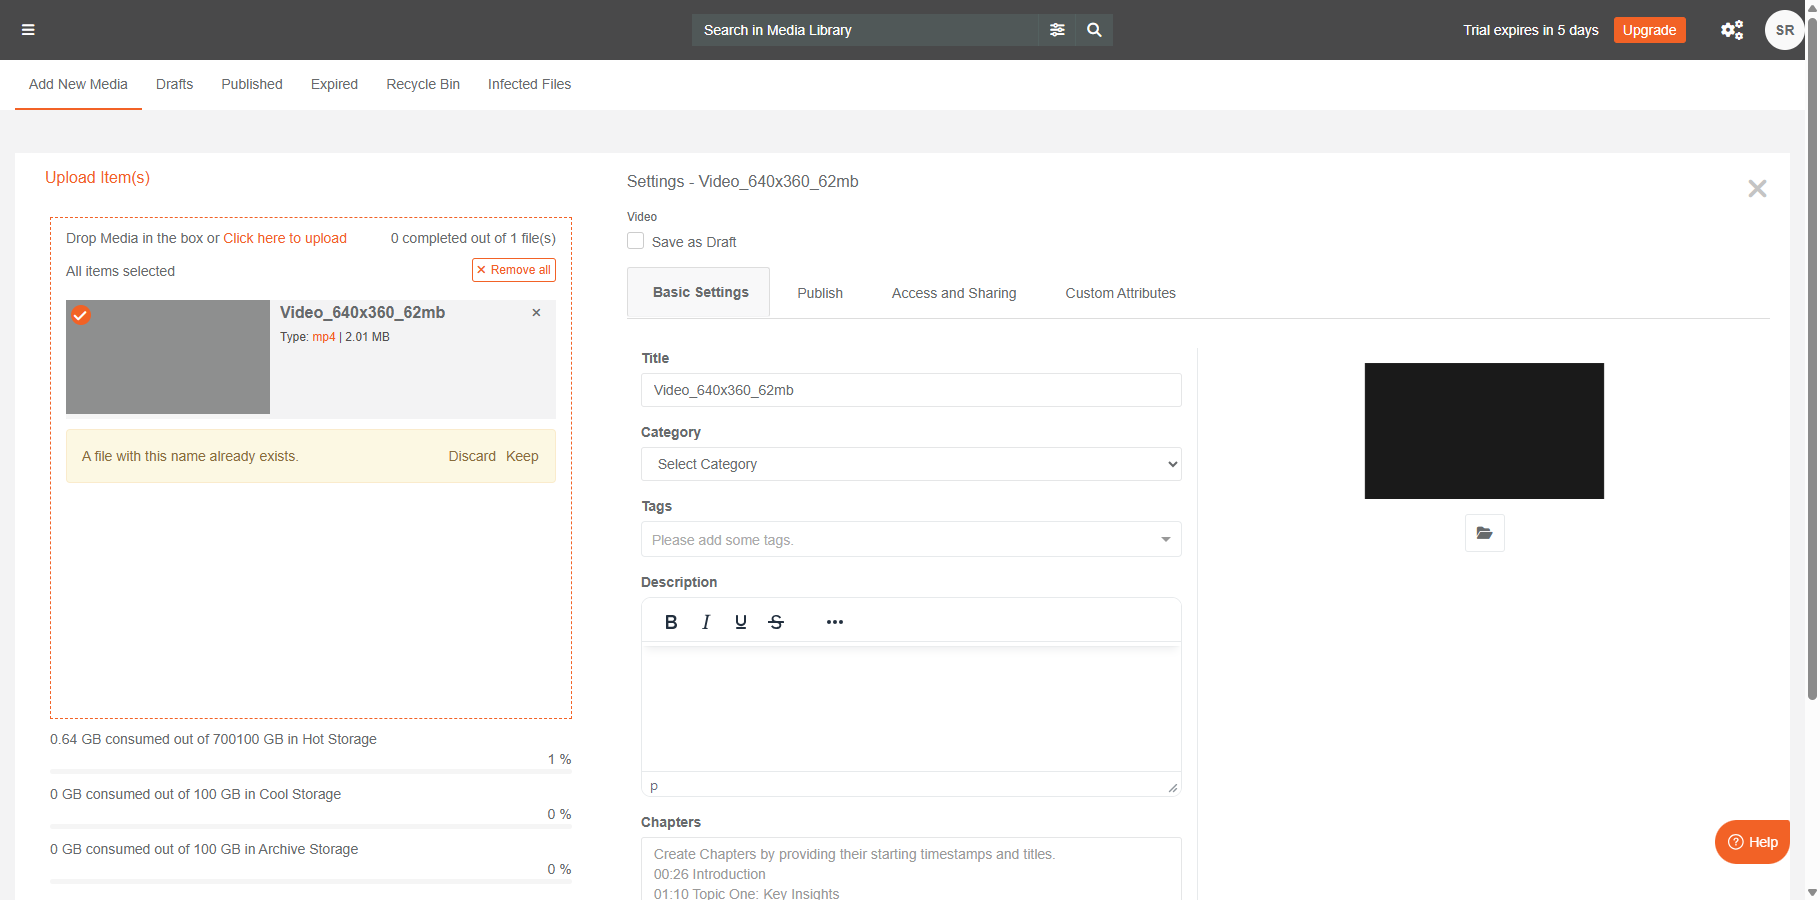 Search in Media Library
Trial expires in 5 days
Upgrade
SR
Add New Media
Drafts
Published
Expired
Recycle Bin
Infected Files
Upload Item(s)
Drop Media in the box or Click here to upload
0 completed out of 1 file(s)
All items selected
Remove all
Video_640x360_62mb
Type: mp4 | 2.01 MB
A file with this name already exists.
Discard
Keep
0.64 GB consumed out of 700100 GB in Hot Storage
1 %
0 GB consumed out of 100 GB in Cool Storage
0 %
0 GB consumed out of 100 GB in Archive Storage
0 %
Settings - Video_640x360_62mb
Video
Save as Draft
Basic Settings
Publish
Access and Sharing
Custom Attributes
Title
Video_640x360_62mb
Category
Select Category
Tags
Please add some tags.
Description
B I U S
p
Chapters
Create Chapters by providing their starting timestamps and titles.
00:26 Introduction
01:10 Topic One: Key Insights
Help